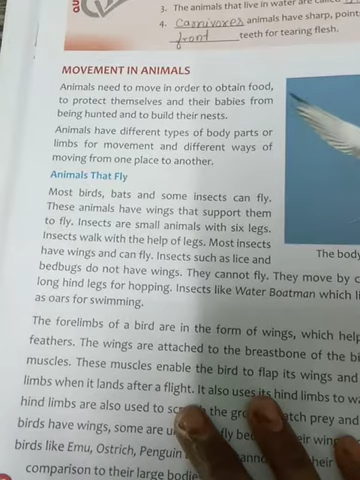 3. The animals that live in water are called
4. Carnivores animals have sharp,
front teeth for tearing flesh.
MOVEMENT IN ANIMALS
Animals need to move in order to obtain food,
to protect themselves and their babies from
being hunted and to build their nests.
Animals have different types of body parts or
limbs for movement and different ways of
moving from one place to another.
Animals That Fly
Most birds, bats and some insects can fly.
These animals have wings that support them
to fly. Insects are small animals with six legs.
Insects walk with the help of legs. Most insects
have wings and can fly. Insects such as lice and
The body
bedbugs do not have wings. They cannot fly. They move by
long hind legs for hopping. Insects like Water Boatman which
as oars for swimming.
The forelimbs of a bird are in the form of wings, which
feathers. The wings are attached to the breastbone of the
muscles. These muscles enable the bird to flap its wings and
limbs when it lands after a flight. It also uses its hind limbs to
hind limbs are also used to the prey and
birds have wings, some are fly
birds like Emu, Ostrich, Penguin their
comparison to their large